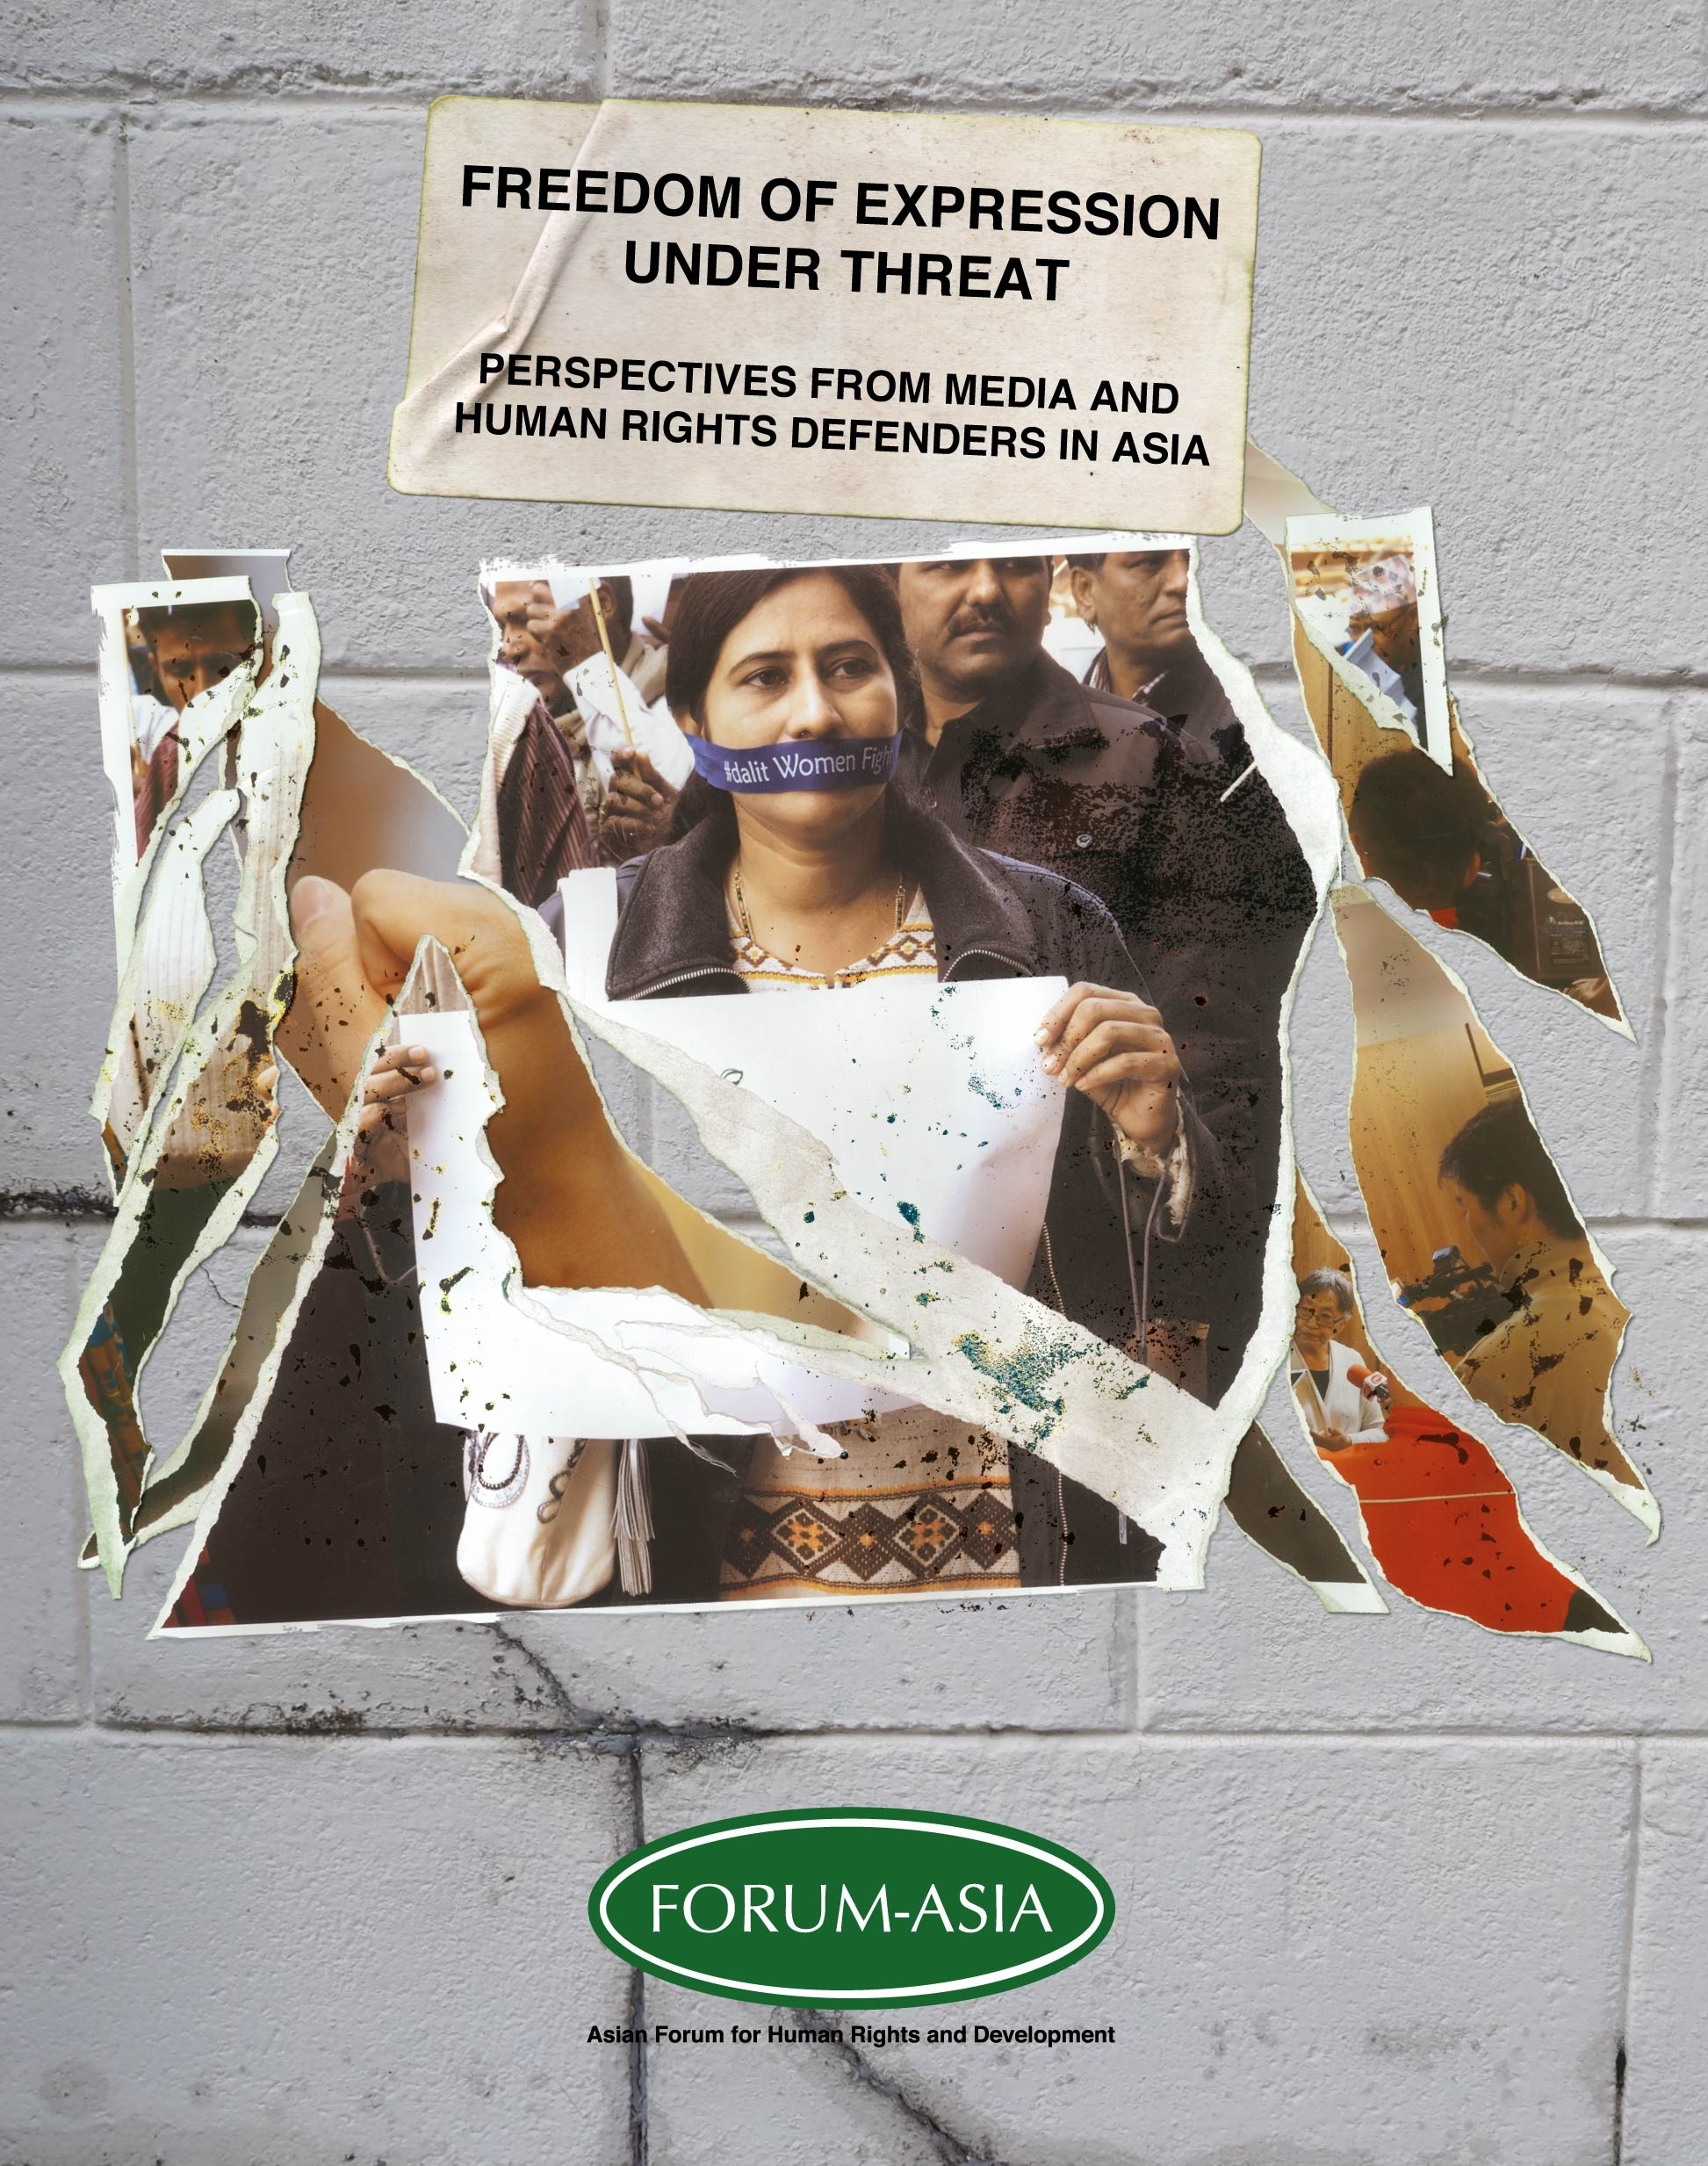 FREEDOM OF EXPRESSION
UNDER THREAT
PERSPECTIVES FROM MEDIA AND
HUMAN RIGHTS DEFENDERS IN ASIA
#dalit Women Fight
FORUM-ASIA
Asian Forum for Human Rights and Development